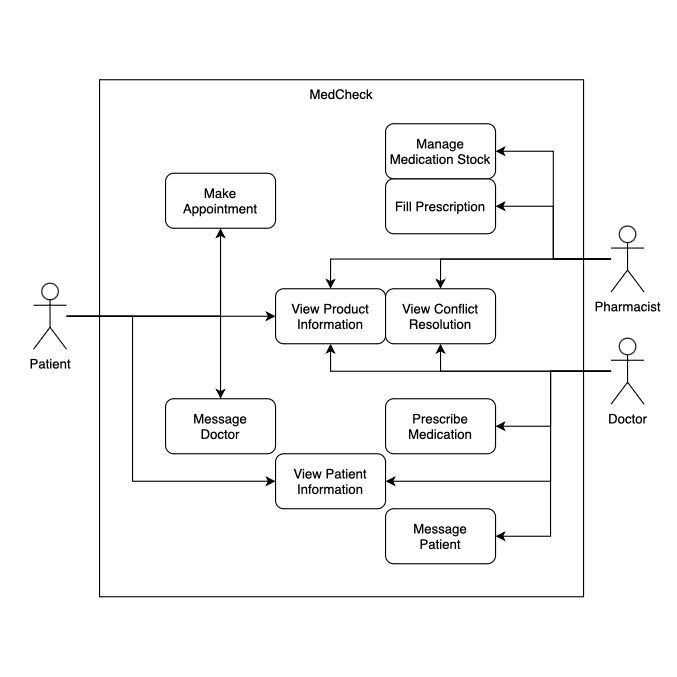 MedCheck
Manage
Medication Stock
Make
Appointment
Fill Prescription
Pharmacist
View Product
Information
View Conflict
Resolution
Patient
Message
Doctor
Prescribe
Medication
Doctor
View Patient
Information
Message
Patient